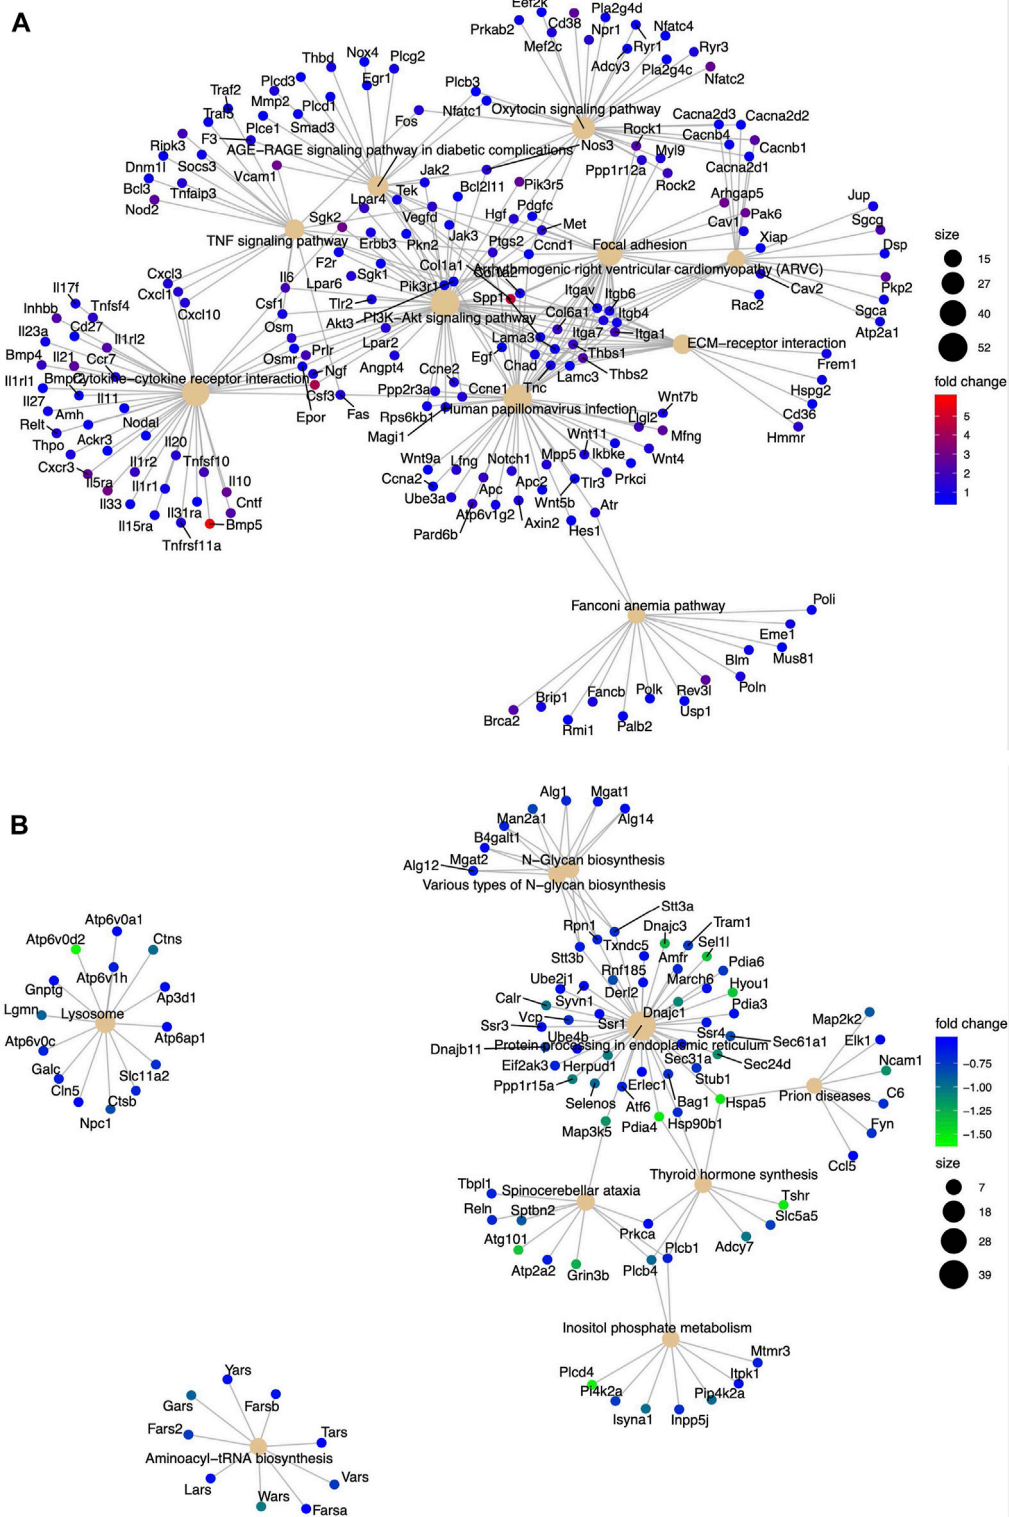 A
Eef2k
Pla2g4d
Cd38
Prkab2
Npr1
Nfatc4
Mef2c
Ryr1
Ryr3
Adcy3
Pla2g4c
Nfatc2
Nox4
Plcg2
Thbd
Plcd3
Egr1
Plcb3
Traf2
Mmp2
Plcd1
Nfatc1
Oxytocin signaling pathway
Cacna2d3
Cacna2d2
Traf5
Plce1
Smad3
Fos
Rock1
Cacnb4
Cacnb1
F3
AGE−RAGE signaling pathway in diabetic complications
Nos3
Myl9
Ripk3
Socs3
Ppp1r12a
Cacna2d1
Dnm1l
Vcam1
Jak2
Rock2
Bcl3
Tnfaip3
Tek
Bcl2l11
Pik3r5
Arhgap5
Nod2
Lpar4
Pdgfc
Jup
Sgk2
Vegfd
Hgf
Met
Cav1
Pak6
Sgcg
TNF signaling pathway
Erbb3
Pkn2
Jak3
Ptgs2
Ccnd1
Focal adhesion
Xiap
Dsp
F2r
Col1a1
Arrhythmogenic right ventricular cardiomyopathy (ARVC)
Cxcl3
Il6
Lpar6
Sgk1
Pik3r1
Col1a2
Cav2
Pkp2
Il17f
Cxcl1
Csf1
Tlr2
Spp1
Itgav
Itgb6
Rac2
Sgca
Inhbb
Tnfsf4
Cxcl10
Akt3
PI3K−Akt signaling pathway
Col6a1
Itgb4
Atp2a1
Il23a
Cd27
Osn
Lama3
Itga7
Itga1
ECM−receptor interaction
Bmp4
Il21
Il1rl2
Osmr
Prlr
Lpar2
Egf
Chad
Thbs1
Frem1
Ccr7
Angpt4
Lamc3
Thbs2
Il1rl1
Bmp2
Cytokine−cytokine receptor interaction
Ngf
Ccne2
Tnc
Hspg2
Il27
Il11
Csf3
Ppp2r3a
Ccne1
Wnt7b
Cd36
Relt
Amh
Nodal
Epor
Fas
Rps6kb1
Human papillomavirus infection
Llgl2
Mfng
Hmmr
Thpo
Ackr3
Il20
Magi1
Wnt11
Ikbke
Wnt4
Cxcr3
Il1r2
Tnfsf10
Wnt9a
Lfng
Notch1
Mpp5
Prkci
Il5ra
Il1r1
Il10
Ccna2
Apc
Apc2
Tlr3
Il33
Il31ra
Cntf
Ube3a
Atp6v1g2
Wnt5b
Atr
Il15ra
Bmp5
Pard6b
Axin2
Hes1
Tnfrsf11a
Fanconi anemia pathway
Poli
Eme1
Blm
Mus81
Poln
Brca2
Brip1
Fancb
Polk
Rev3l
Usp1
Rmi1
Palb2
size
15
27
40
52
fold change
5
4
3
2
1
B
Alg1
Mgat1
Man2a1
Alg14
B4galt1
Alg12
Mgat2
N−Glycan biosynthesis
Various types of N−glycan biosynthesis
Stt3a
Atp6v0a1
Rpn1
Dnajc3
Tram1
Atp6v0d2
Ctns
Txndc5
Sel1l
Stt3b
Amfr
Pdia6
Atp6v1h
Rnf185
March6
Gnptg
Ube2j1
Hyou1
Ap3d1
Calr
Syvn1
Derl2
Pdia3
Lgmn
Lysosome
Vcp
Ssr1
Dnajc1
Map2k2
Atp6ap1
Ssr3
Ube4b
Ssr4
Sec61a1
Elk1
Atp6v0c
Dnajb11
Protein processing in endoplasmic reticulum
Galc
Slc11a2
Eif2ak3
Herpud1
Sec31a
Sec24d
Ncam1
Cln5
Ctsb
Ppp1r15a
Erlec1
Stub1
Prion diseases
C6
Npc1
Selenos
Atf6
Bag1
Hspa5
Map3k5
Pdia4
Hsp90b1
Fyn
Ccl5
Thyroid hormone synthesis
Tbpl1
Spinocerebellar ataxia
Tshr
Reln
Sptbn2
Slc5a5
Atg101
Prkca
Adcy7
Atp2a2
Grin3b
Plcb4
Plcb1
Inositol phosphate metabolism
Mtmr3
Plcd4
Itpk1
Pi4k2a
Pip4k2a
Isyna1
Inpp5j
Yars
Gars
Farsb
Fars2
Tars
Aminoacyl−tRNA biosynthesis
Vars
Lars
Wars
Farsa
fold change
−0.75
−1.00
−1.25
−1.50
size
7
18
28
39